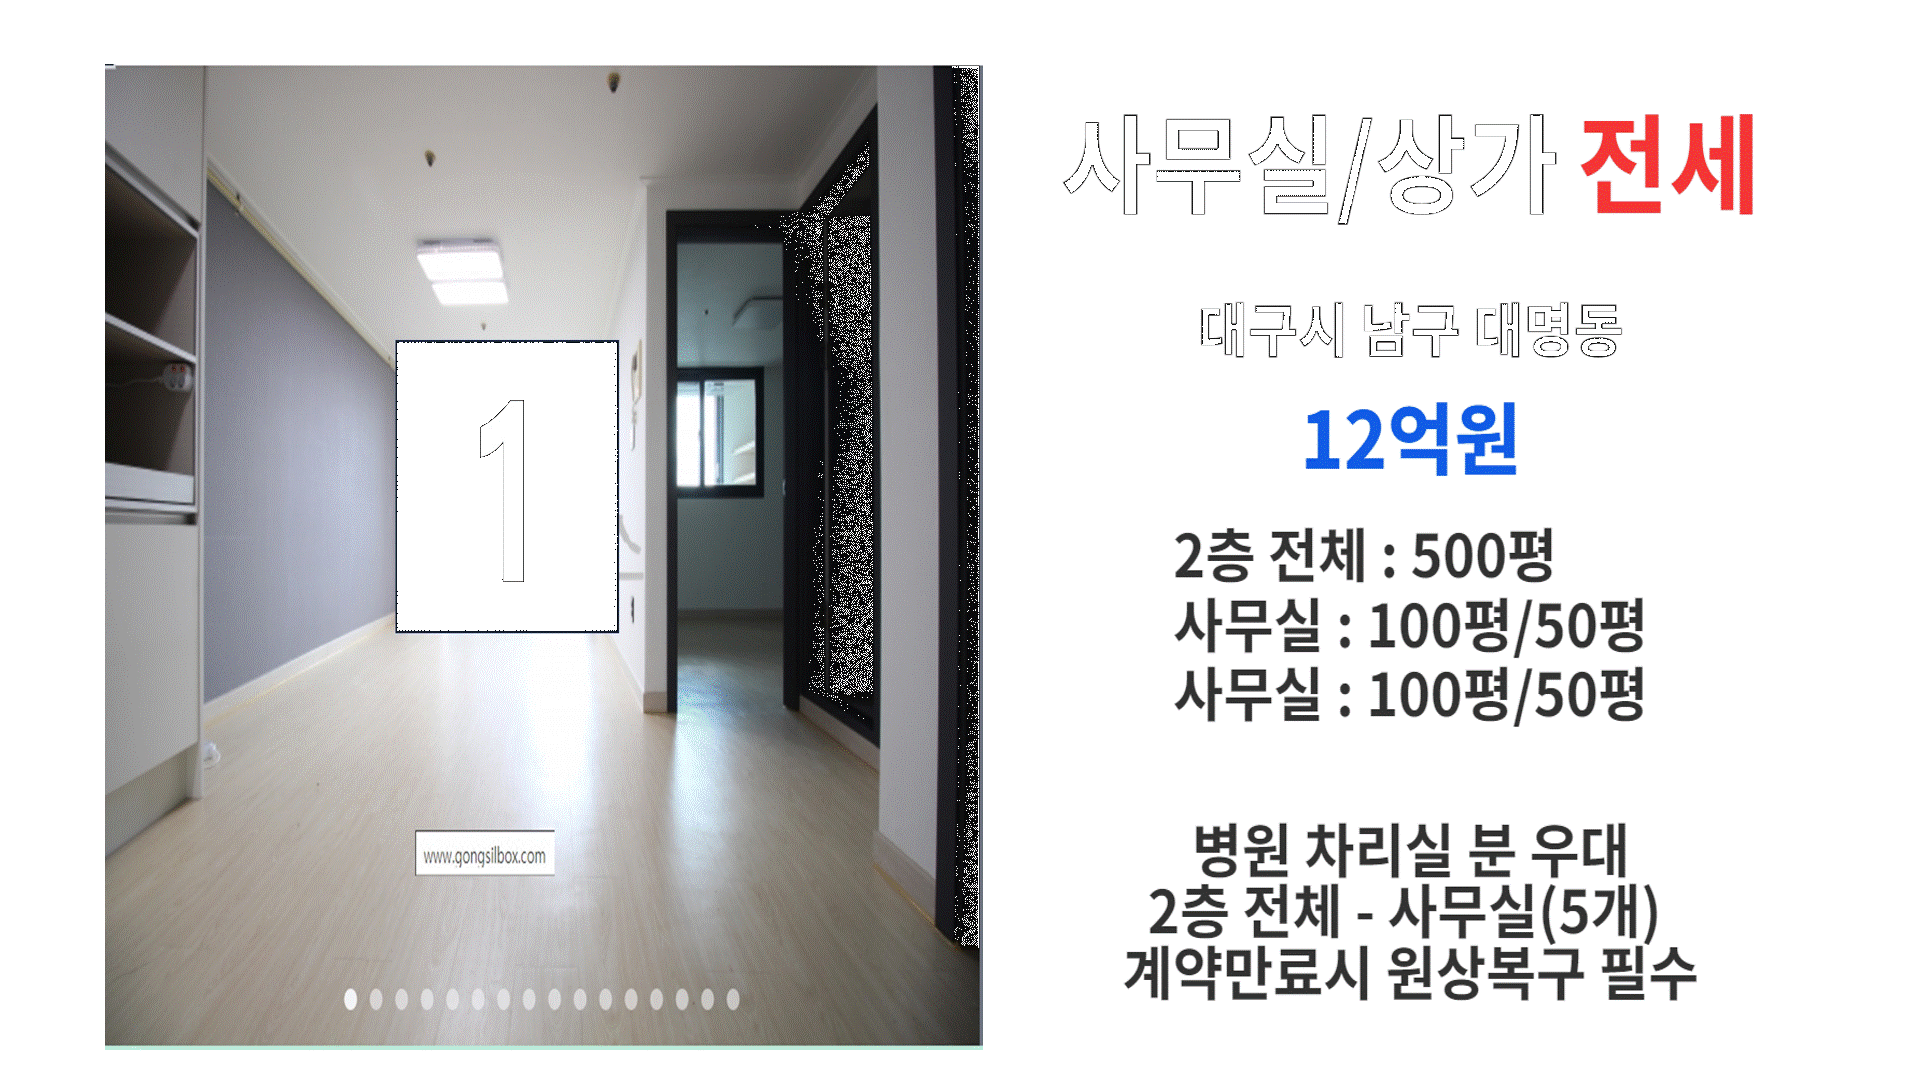 사무실/상가 전세
대구시 남구 대명동
12억원
2층 전체 : 500평
사무실 : 100평/50평
사무실 : 100평/50평
병원 차리실 분 우대
2층 전체 - 사무실(5개)
계약만료시 원상복구 필수
1
www.gongsilbox.com